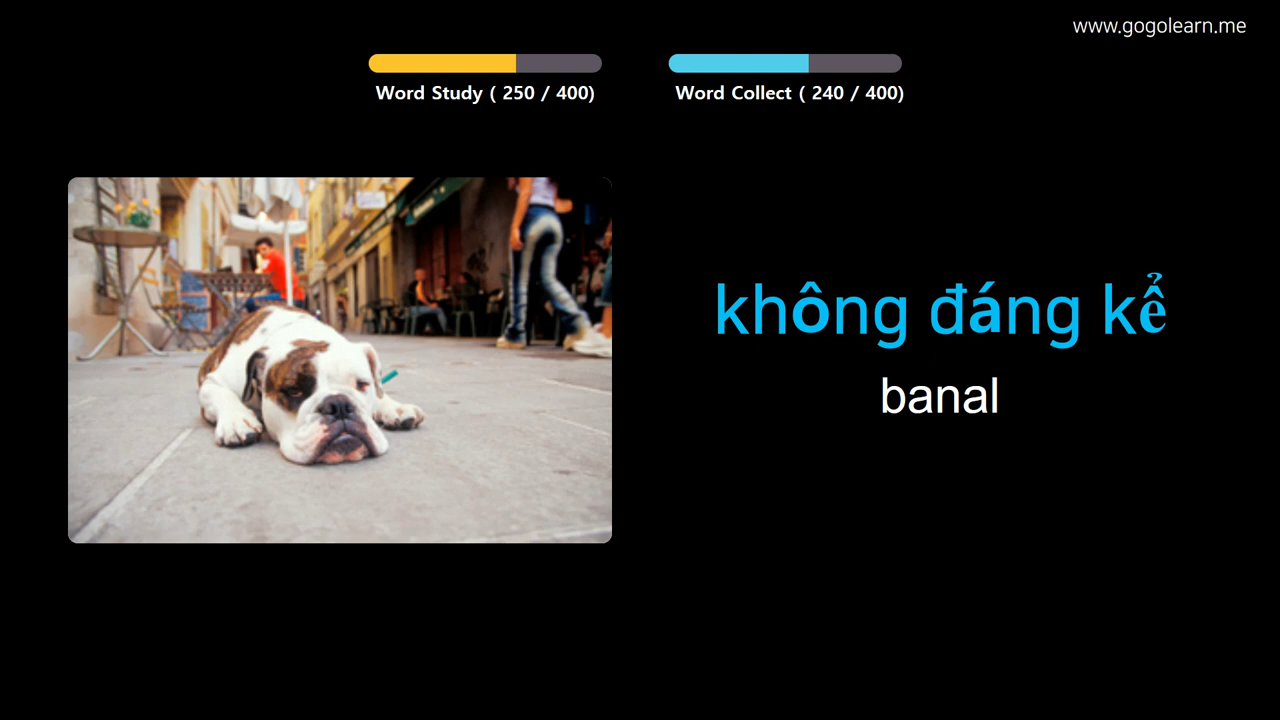 www.gogolearn.me
Word Study ( 250 / 400)
Word Collect ( 240 / 400)
không đáng kể
banal